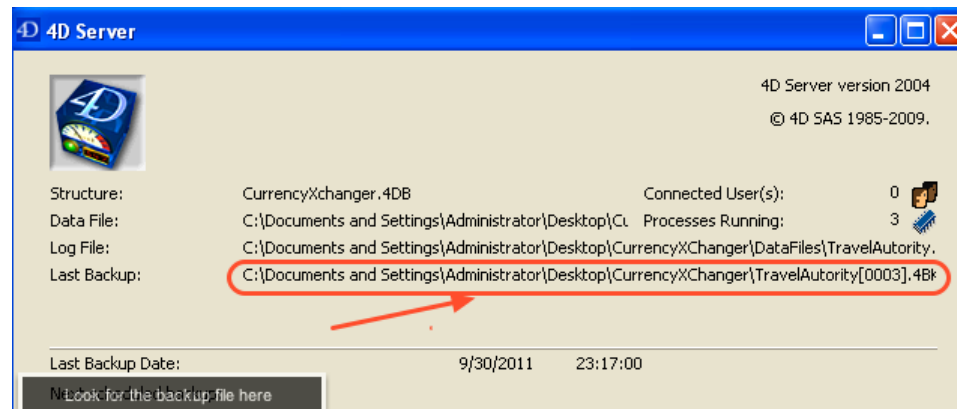 4D 4D Server
4D Server version 2004
4D
© 4D SAS 1985-2009.
Structure: CurrencyXchanger.4DB Connected User(s): 0
Data File: C:\Documents and Settings\Administrator\Desktop\Cu Processes Running: 3
Log File: C:\Documents and Settings\Administrator\Desktop\CurrencyXChanger\DataFiles\TravelAutority.
Last Backup: C:\Documents and Settings\Administrator\Desktop\CurrencyXChanger\TravelAutority[0003].4BK
Last Backup Date: 9/30/2011 23:17:00
Look for the backup file here